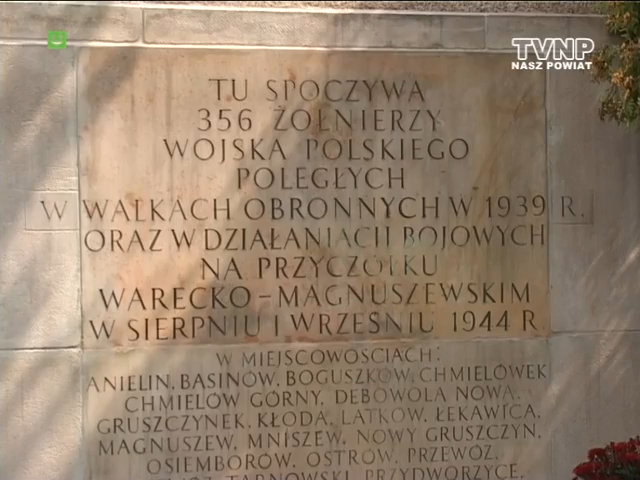 TVNP
NASZ POWIAT
TU SPOCZYWA
356 ŻOŁNIERZY
WOJSKA POLSKIEGO
POLEGŁYCH
W WALKACH OBRONNYCH W 1939 R.
ORAZ W DZIAŁANIACH BOJOWYCH
NA PRZYCZÓŁKU
WARECKO-MAGNUSZEWSKIM
W SIERPNIU I WRZEŚNIU 1944 R.
W MIEJSCOWOŚCIACH:
ANIELIN, BASINÓW, BOGUSZKÓW, CHMIELÓWEK
CHMIELÓW GÓRNY, DĘBOWOLA NOWA,
GRUSZCZYNEK, KŁODA, LATKÓW, ŁĘKAWICA,
MAGNUSZEW, MNISZEW, NOWY GRUSZCZYN,
OSIEMBORÓW, OSTRÓW, PRZEWÓZ,
TARNOWSKI, PRZYDWORZYCE,